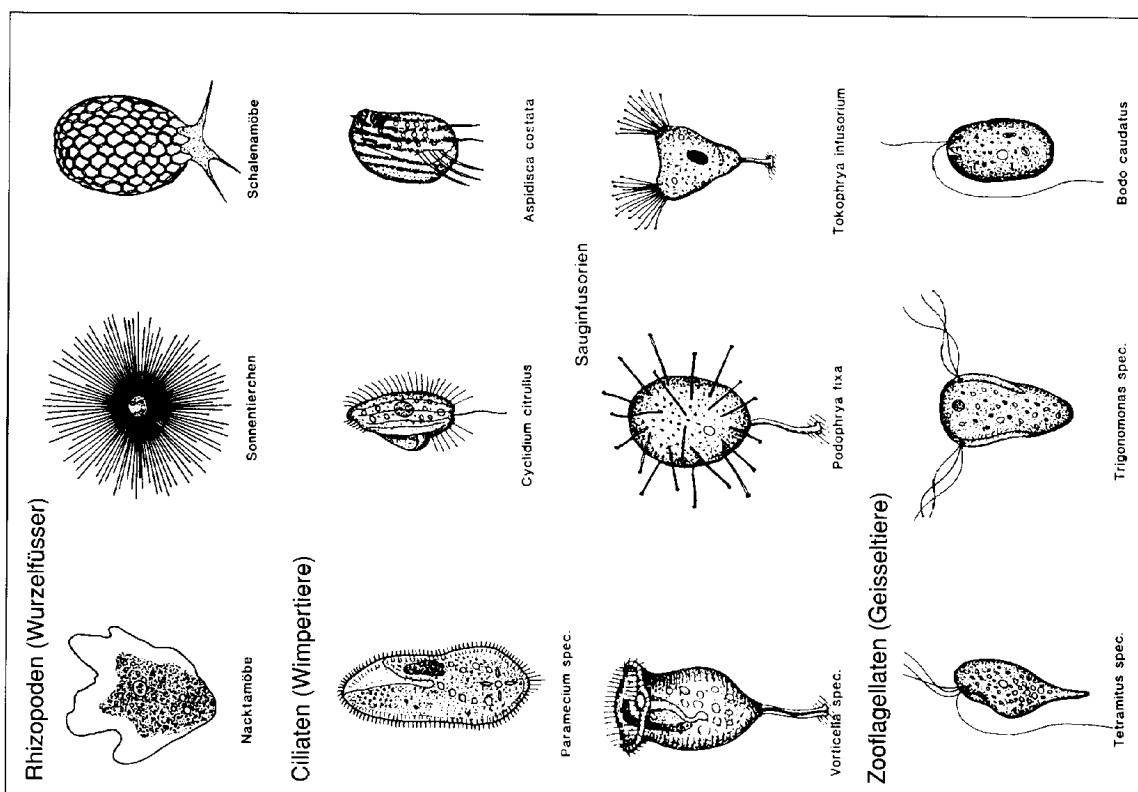 Rhizopoden (Wurzelfüsser)
Nacktamöbe
Sonnentierchen
Schalenamöbe
Ciliaten (Wimpertiere)
Paramecium spec.
Cyclidium citrullus
Aspidisca costata
Sauginfusorien
Vorticella spec.
Podophrya fixa
Tokophrya infusorium
Zooflagellaten (Geisseltiere)
Tetramitus spec.
Trigonomonas spec.
Bodo caudatus